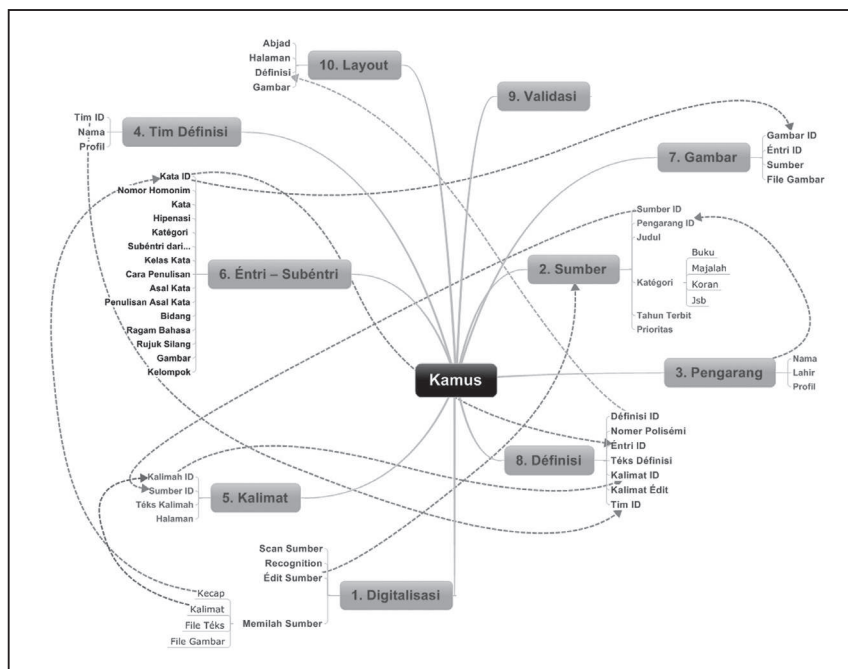 Kamus
1. Digitalisasi
Scan Sumber
Recognition
Édit Sumber
Memilah Sumber
Kecap
Kalimat
File Téks
File Gambar
2. Sumber
Sumber ID
Pengarang ID
Judul
Katégori
Buku
Majalah
Koran
Jsb
Tahun Terbit
Prioritas
3. Pengarang
Nama
Lahir
Profil
4. Tim Définisi
Tim ID
Nama
Profil
5. Kalimat
Kalimah ID
Sumber ID
Téks Kalimah
Halaman
6. Éntri – Subéntri
Kata ID
Nomor Homonim
Kata
Hipenasi
Katégori
Subéntri dari...
Kelas Kata
Cara Penulisan
Asal Kata
Penulisan Asal Kata
Bidang
Ragam Bahasa
Rujuk Silang
Gambar
Kelompok
7. Gambar
Gambar ID
Éntri ID
Sumber
File Gambar
8. Définisi
Définisi ID
Nomer Polisémi
Éntri ID
Téks Définisi
Kalimat ID
Kalimat Édit
Tim ID
9. Validasi
10. Layout
Abjad
Halaman
Définisi
Gambar